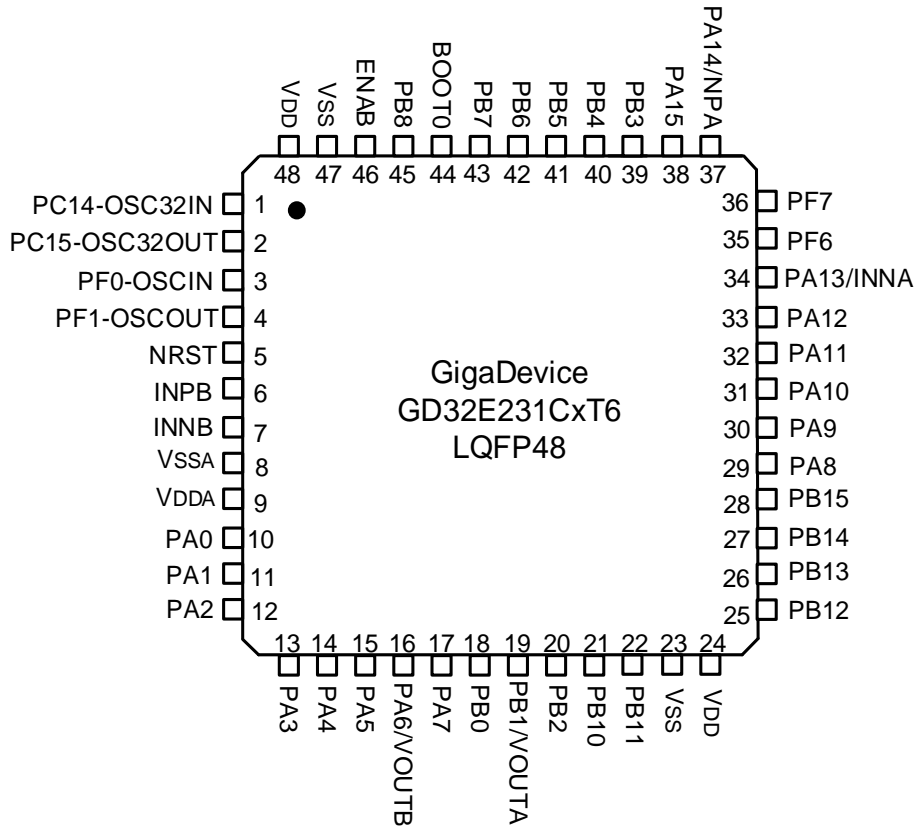 VDD
VSS
ENAB
PB8
BOOT0
PB7
PB6
PB5
PB4
PB3
PA15
PA14/NPA
48
47
46
45
44
43
42
41
40
39
38
37
PC14-OSC32IN 1
PC15-OSC32OUT 2
PF0-OSCIN 3
PF1-OSCOUT 4
NRST 5
INPB 6
INNB 7
VSSA 8
VDDA 9
PA0 10
PA1 11
PA2 12
GigaDevice
GD32E231CxT6
LQFP48
36 PF7
35 PF6
34 PA13/INNA
33 PA12
32 PA11
31 PA10
30 PA9
29 PA8
28 PB15
27 PB14
26 PB13
25 PB12
13
14
15
16
17
18
19
20
21
22
23
24
PA3
PA4
PA5
PA6/VOUTB
PA7
PB0
PB1/VOUTA
PB2
PB10
PB11
VSS
VDD